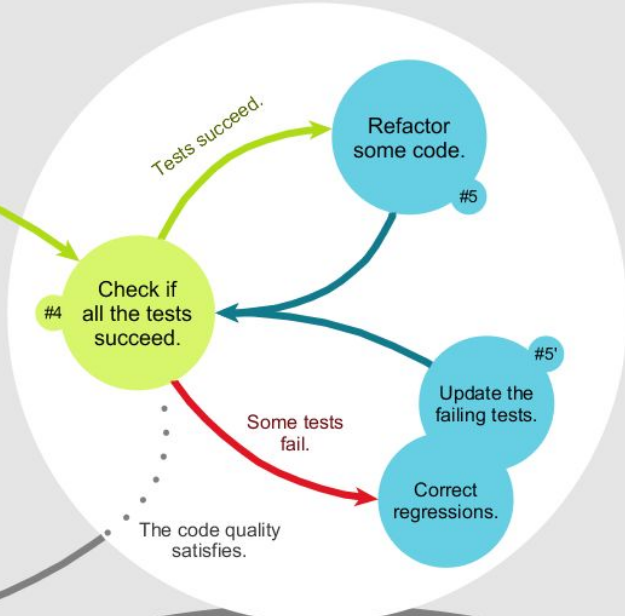 Tests succeed.
Refactor
some code.
#5
Check if
all the tests
succeed.
#4
#5'
Update the
failing tests.
Some tests
fail.
Correct
regressions.
The code quality
satisfies.